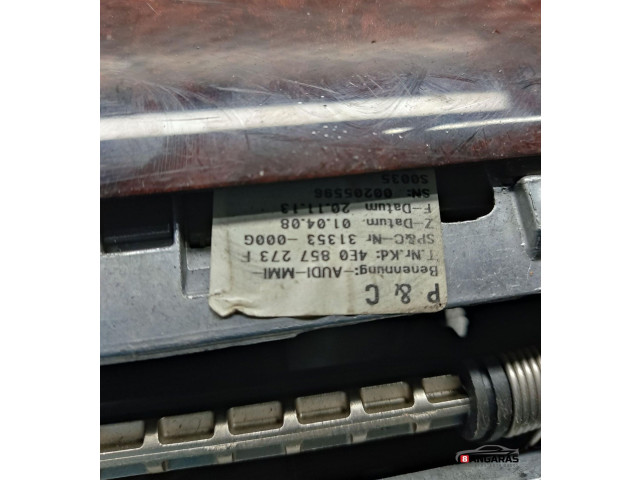 P & C
Benennung:-AUDI-MMI
T.Nr.Kd: 4E0 857 273 F
SP&C-Nr 31353 -000G
Z-Datum. 01.04.08
F-Datum 20.11.13
SN: 00205596
S0035
BANGARAS